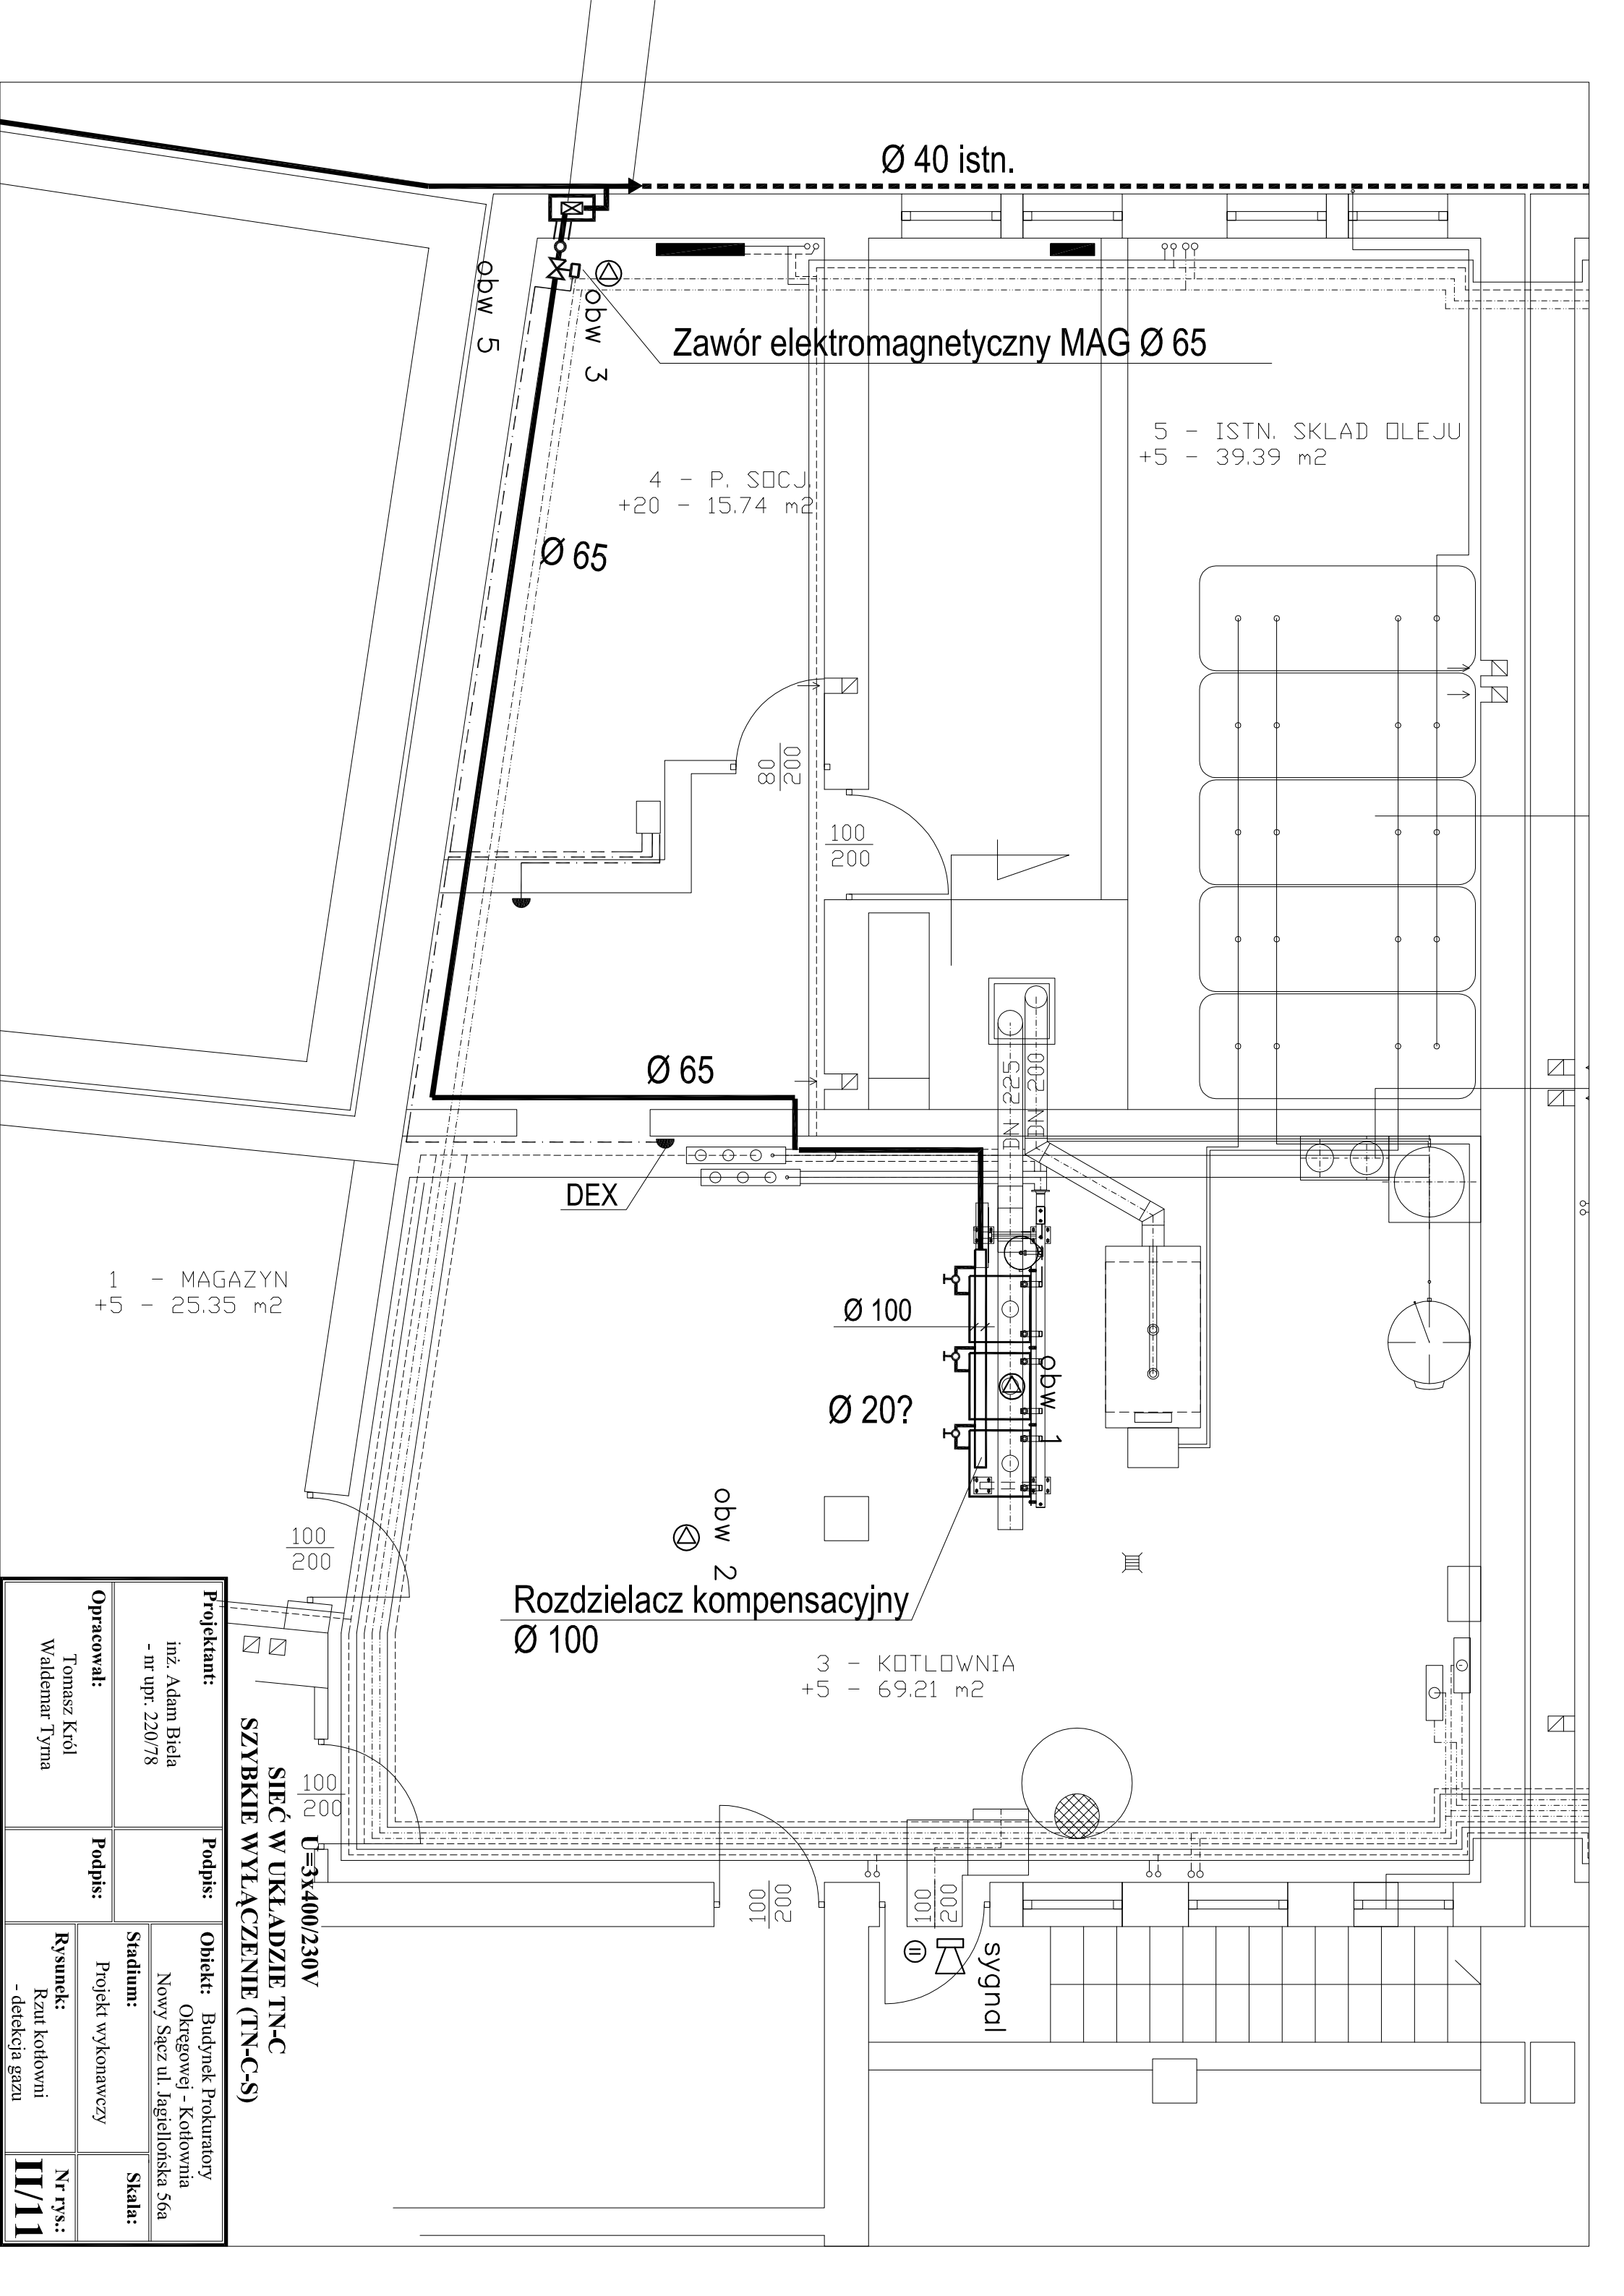 Ø 40 istn.
obw 5
obw 3
Zawór elektromagnetyczny MAG Ø 65
5 - ISTN. SKLAD OLEJU
+5 - 39.39 m2
4 - P. SOCJ.
+20 - 15.74 m2
Ø 65
80
200
100
200
Ø 65
DN 225
DN 200
DEX
1 - MAGAZYN
+5 - 25.35 m2
Ø 100
obw 1
Ø 20?
obw 2
100
200
Rozdzielacz kompensacyjny
Ø 100
3 - KOTLOWNIA
+5 - 69.21 m2
100
200
100
200
100
200
sygnal
U=3x400/230V
SIEĆ W UKŁADZIE TN-C
SZYBKIE WYŁĄCZENIE (TN-C-S)
Projektant:
inż. Adam Biela
- nr upr. 220/78
Podpis:
Opracował:
Tomasz Król
Waldemar Tyrna
Podpis:
Obiekt: Budynek Prokuratory
Okręgowej - Kotłownia
Nowy Sącz ul. Jagiellońska 56a
Stadium:
Projekt wykonawczy
Skala:
Rysunek:
Rzut kotłowni
- detekcja gazu
Nr rys.:
II/11